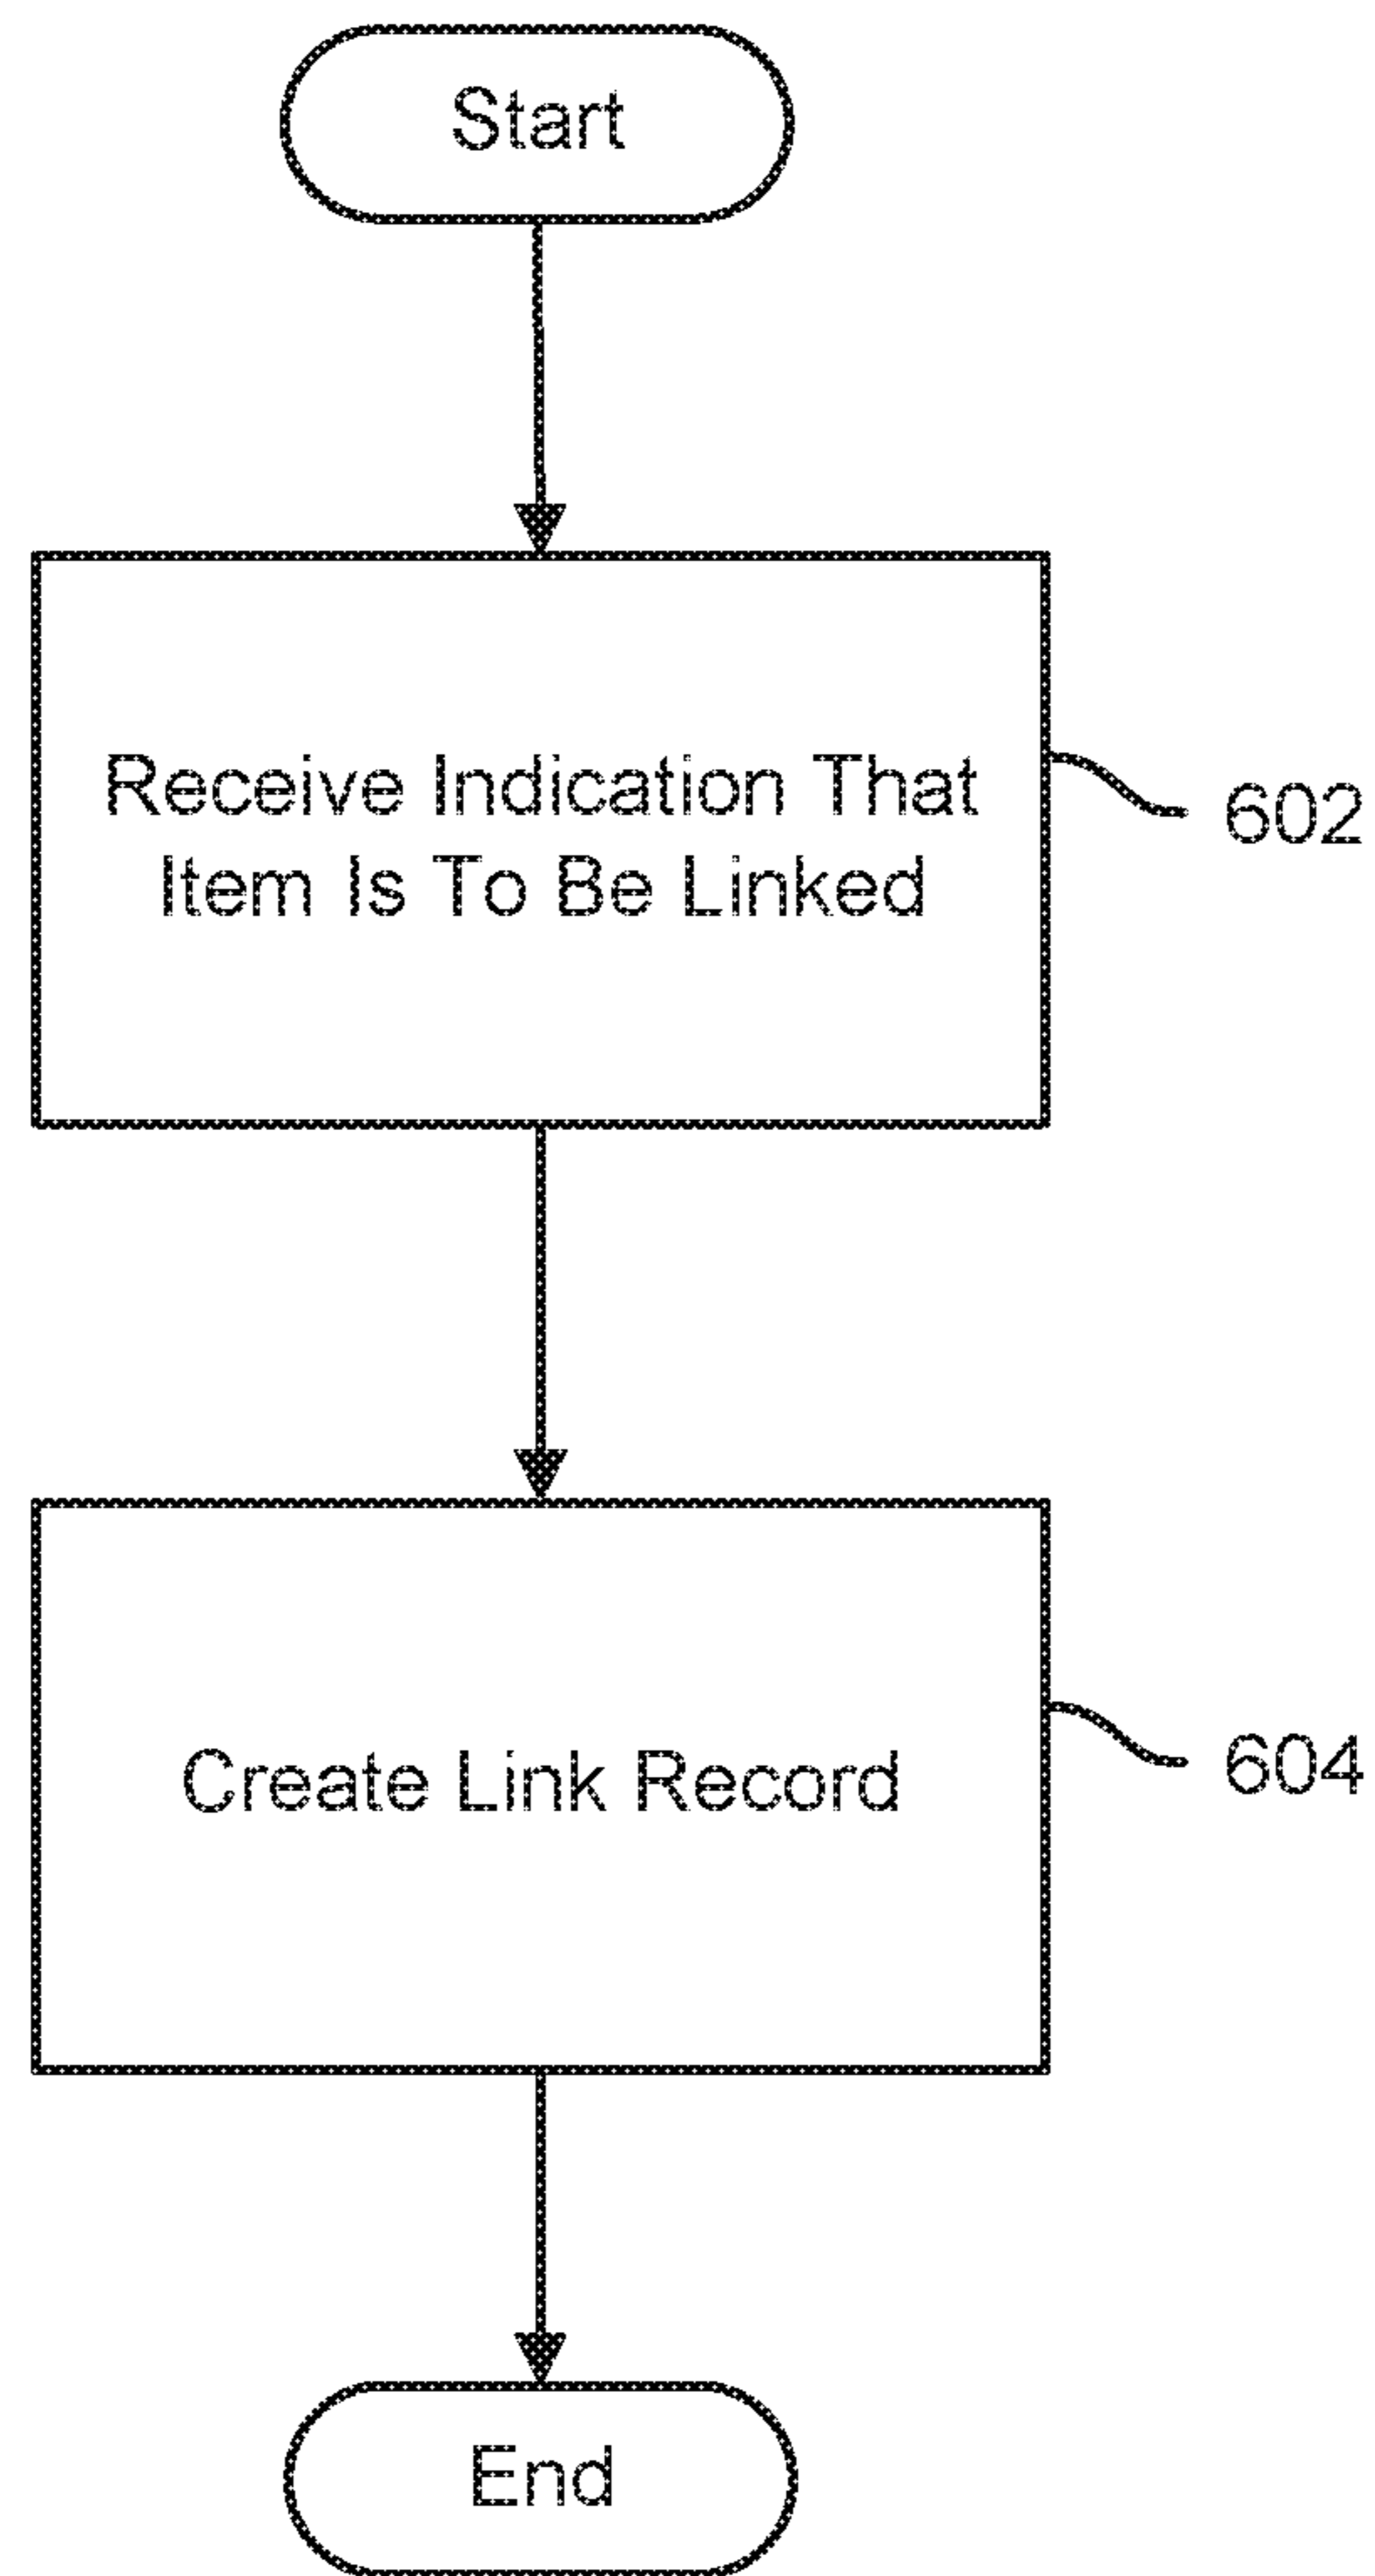 Start
Receive Indication That
Item Is To Be Linked
602
Create Link Record
604
End